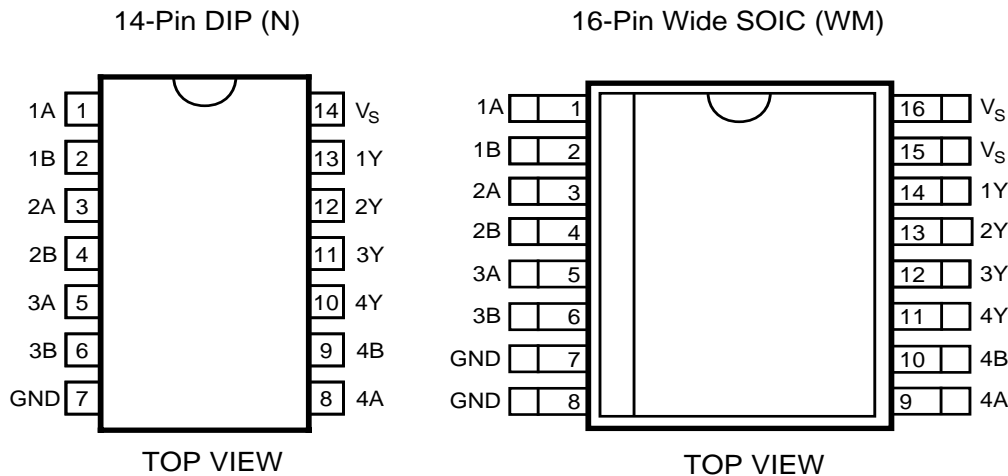 14-Pin DIP (N)
1A 1 14 VS
1B 2 13 1Y
2A 3 12 2Y
2B 4 11 3Y
3A 5 10 4Y
3B 6 9 4B
GND 7 8 4A
TOP VIEW
16-Pin Wide SOIC (WM)
1A 1 16 VS
1B 2 15 VS
2A 3 14 1Y
2B 4 13 2Y
3A 5 12 3Y
3B 6 11 4Y
GND 7 10 4B
GND 8 9 4A
TOP VIEW